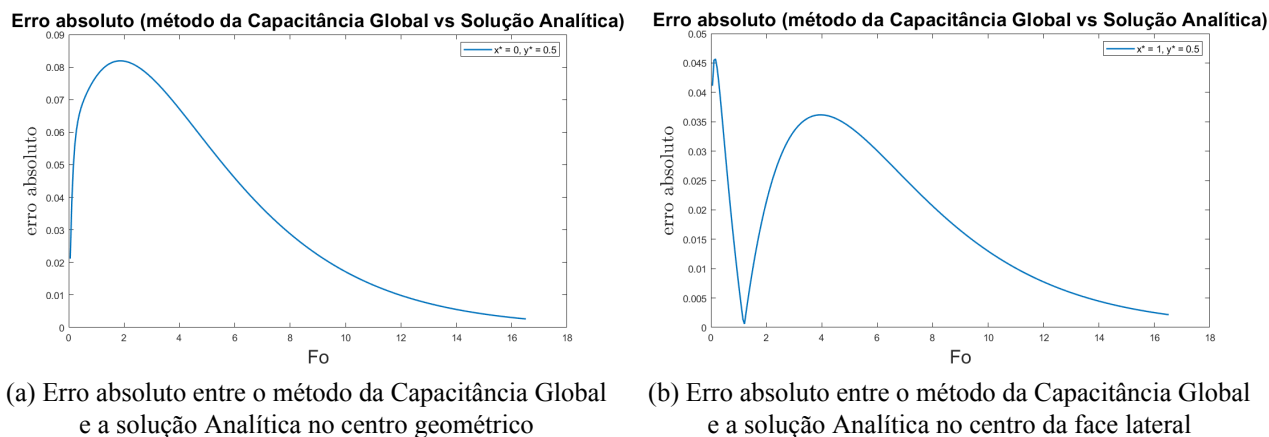 Erro absoluto (método da Capacitância Global vs Solução Analítica)
0.09
0.08
0.07
0.06
0.05
0.04
0.03
0.02
0.01
0
erro absoluto
x* = 0, y* = 0.5
0 2 4 6 8 10 12 14 16 18
Fo
(a) Erro absoluto entre o método da Capacitância Global
e a solução Analítica no centro geométrico
Erro absoluto (método da Capacitância Global vs Solução Analítica)
0.05
0.045
0.04
0.035
0.03
0.025
0.02
0.015
0.01
0.005
0
erro absoluto
x* = 1, y* = 0.5
0 2 4 6 8 10 12 14 16 18
Fo
(b) Erro absoluto entre o método da Capacitância Global
e a solução Analítica no centro da face lateral